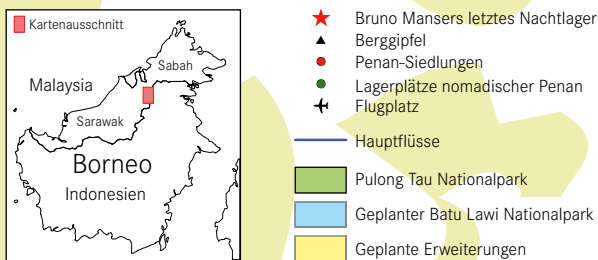 Kartenausschnitt
Sabah
Malaysia
Sarawak
Borneo
Indonesien
Bruno Mansers letztes Nachtlager
Berggipfel
Penan-Siedlungen
Lagerplätze nomadischer Penan
Flugplatz
Hauptflüsse
Pulong Tau Nationalpark
Geplanter Batu Lawi Nationalpark
Geplante Erweiterungen